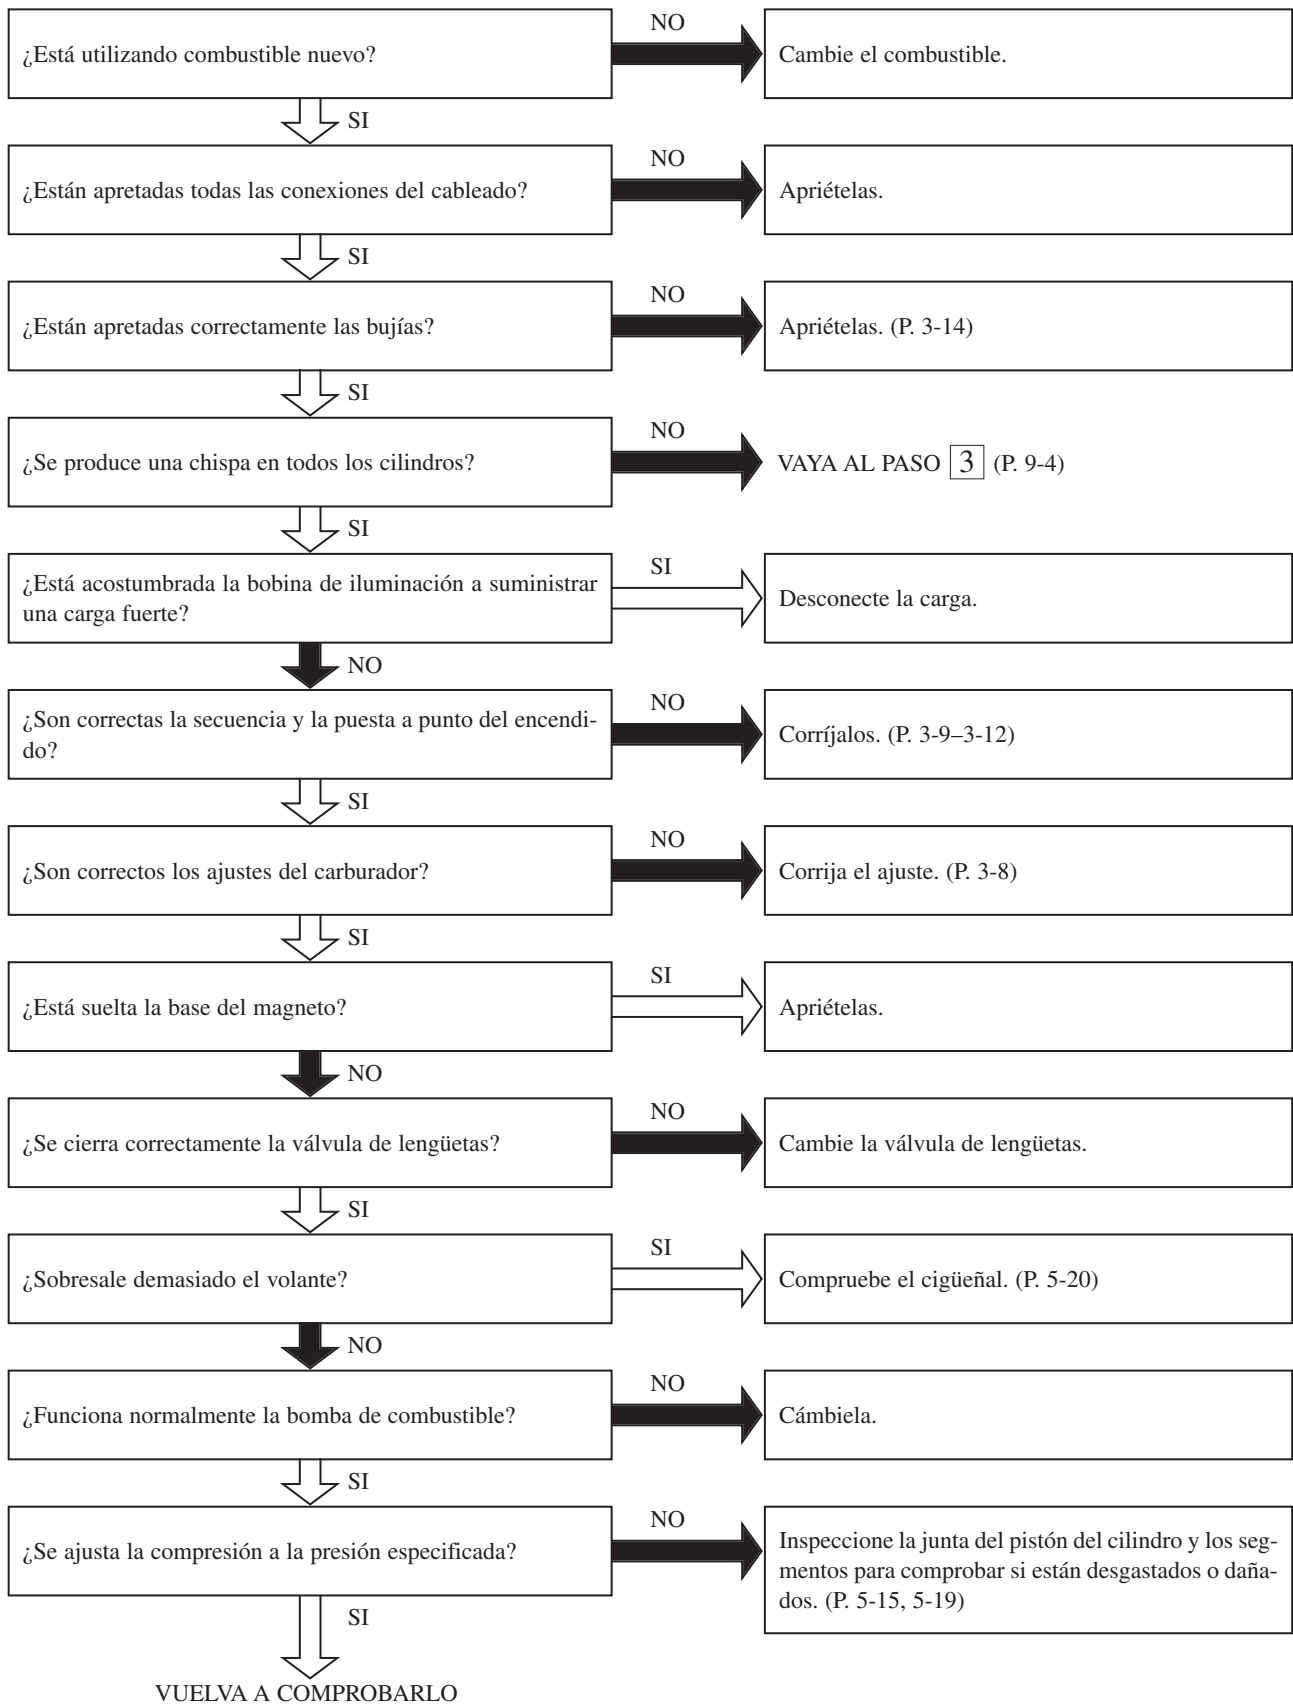 ¿Está utilizando combustible nuevo?
NO
Cambie el combustible.
SI
¿Están apretadas todas las conexiones del cableado?
NO
Apriételas.
SI
¿Están apretadas correctamente las bujías?
NO
Apriételas. (P. 3-14)
SI
¿Se produce una chispa en todos los cilindros?
NO
VAYA AL PASO 3 (P. 9-4)
SI
¿Está acostumbrada la bobina de iluminación a suministrar
una carga fuerte?
SI
Desconecte la carga.
NO
¿Son correctas la secuencia y la puesta a punto del encendi-
do?
NO
Corríjalos. (P. 3-9–3-12)
SI
¿Son correctos los ajustes del carburador?
NO
Corrija el ajuste. (P. 3-8)
SI
¿Está suelta la base del magneto?
SI
Apriételas.
NO
¿Se cierra correctamente la válvula de lengüetas?
NO
Cambie la válvula de lengüetas.
SI
¿Sobresale demasiado el volante?
SI
Compruebe el cigüeñal. (P. 5-20)
NO
¿Funciona normalmente la bomba de combustible?
NO
Cámbiela.
SI
¿Se ajusta la compresión a la presión especificada?
NO
Inspeccione la junta del pistón del cilindro y los seg-
mentos para comprobar si están desgastados o daña-
dos. (P. 5-15, 5-19)
SI
VUELVA A COMPROBARLO